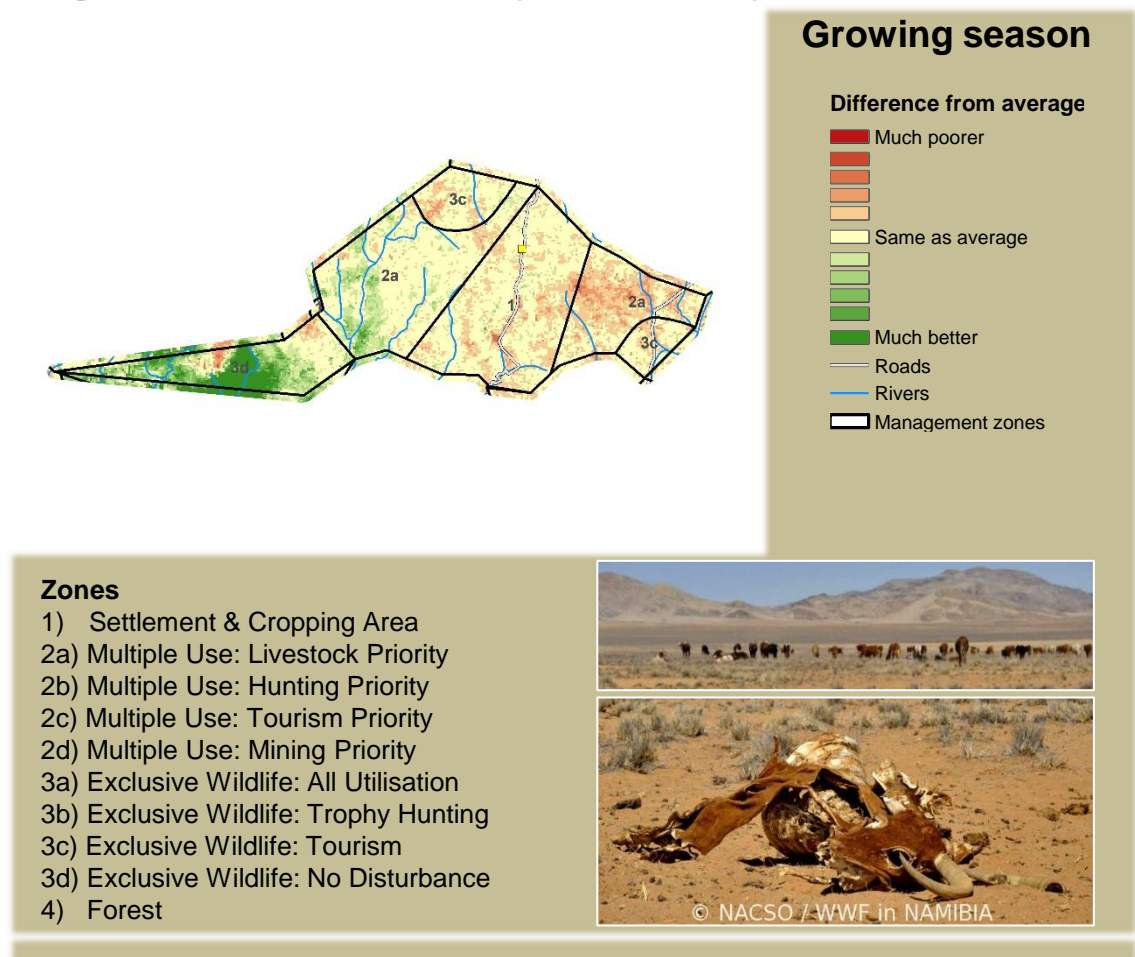 Growing season
Difference from average
Much poorer
Same as average
Much better
Roads
Rivers
Management zones
3c
2a
1
2a
3c
3d
Zones
1) Settlement & Cropping Area
2a) Multiple Use: Livestock Priority
2b) Multiple Use: Hunting Priority
2c) Multiple Use: Tourism Priority
2d) Multiple Use: Mining Priority
3a) Exclusive Wildlife: All Utilisation
3b) Exclusive Wildlife: Trophy Hunting
3c) Exclusive Wildlife: Tourism
3d) Exclusive Wildlife: No Disturbance
4) Forest
© NACSO / WWF in NAMIBIA